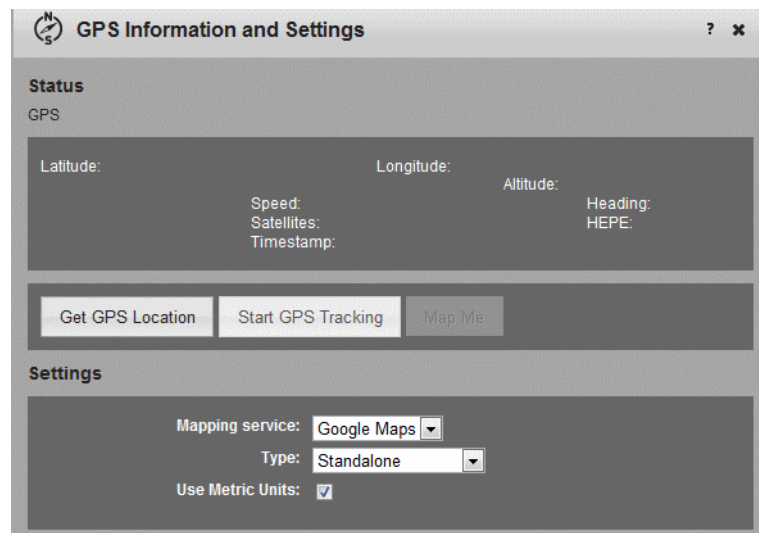 N
S
GPS Information and Settings ? ✖
Status
GPS
Latitude: Longitude:
Altitude:
Speed: Heading:
Satellites: HEPE:
Timestamp:
Get GPS Location Start GPS Tracking Map Me
Settings
Mapping service: Google Maps
Type: Standalone
Use Metric Units: